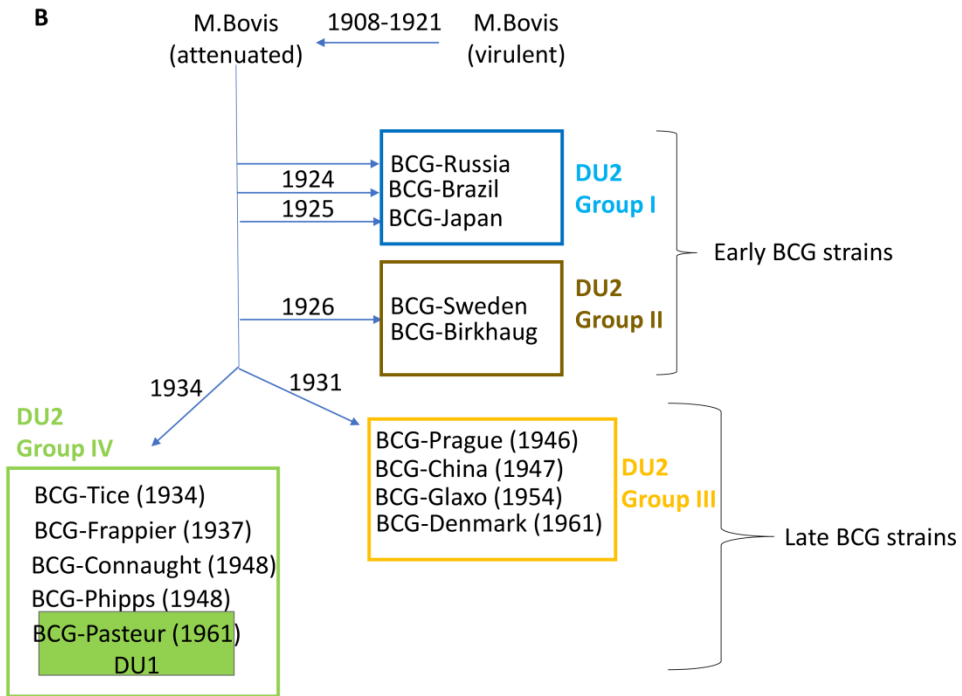 B
M.Bovis
(attenuated)
1908-1921
M.Bovis
(virulent)
BCG-Russia
1924
BCG-Brazil
1925
BCG-Japan
DU2
Group I
Early BCG strains
1926
BCG-Sweden
BCG-Birkhaug
DU2
Group II
1934
1931
DU2
Group IV
BCG-Tice (1934)
BCG-Frappier (1937)
BCG-Connaught (1948)
BCG-Phipps (1948)
BCG-Pasteur (1961)
DU1
BCG-Prague (1946)
BCG-China (1947)
BCG-Glaxo (1954)
BCG-Denmark (1961)
DU2
Group III
Late BCG strains